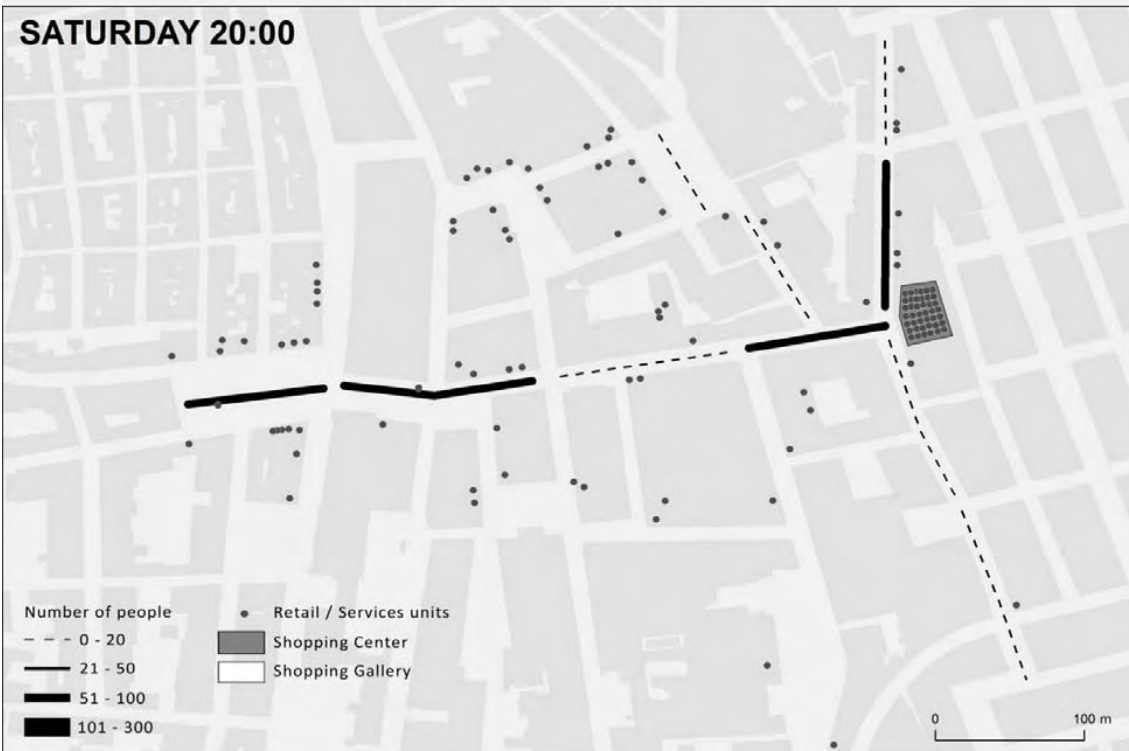 SATURDAY 20:00
Number of people
0 - 20
21 - 50
51 - 100
101 - 300
Retail / Services units
Shopping Center
Shopping Gallery
0 100 m